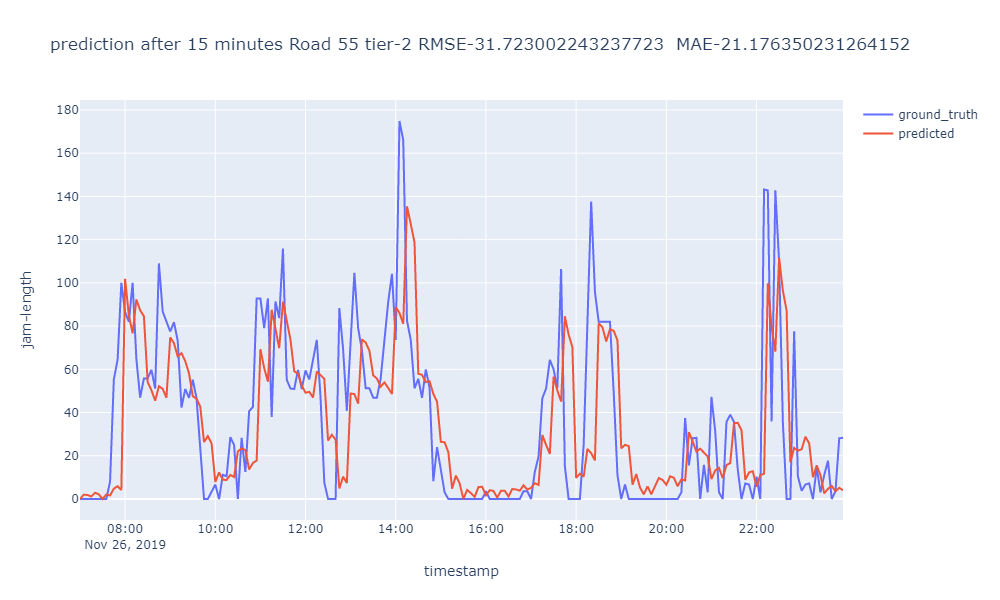 prediction after 15 minutes Road 55 tier-2 RMSE-31.723002243237723  MAE-21.176350231264152
ground_truth
predicted
jam-length
180
160
140
120
100
80
60
40
20
0
08:00 10:00 12:00 14:00 16:00 18:00 20:00 22:00
Nov 26, 2019
timestamp